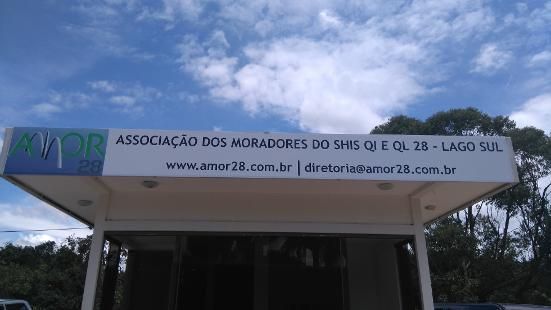 AMOR
28
ASSOCIAÇÃO DOS MORADORES DO SHIS QI E QL 28 - LAGO SUL
www.amor28.com.br | diretoria@amor28.com.br